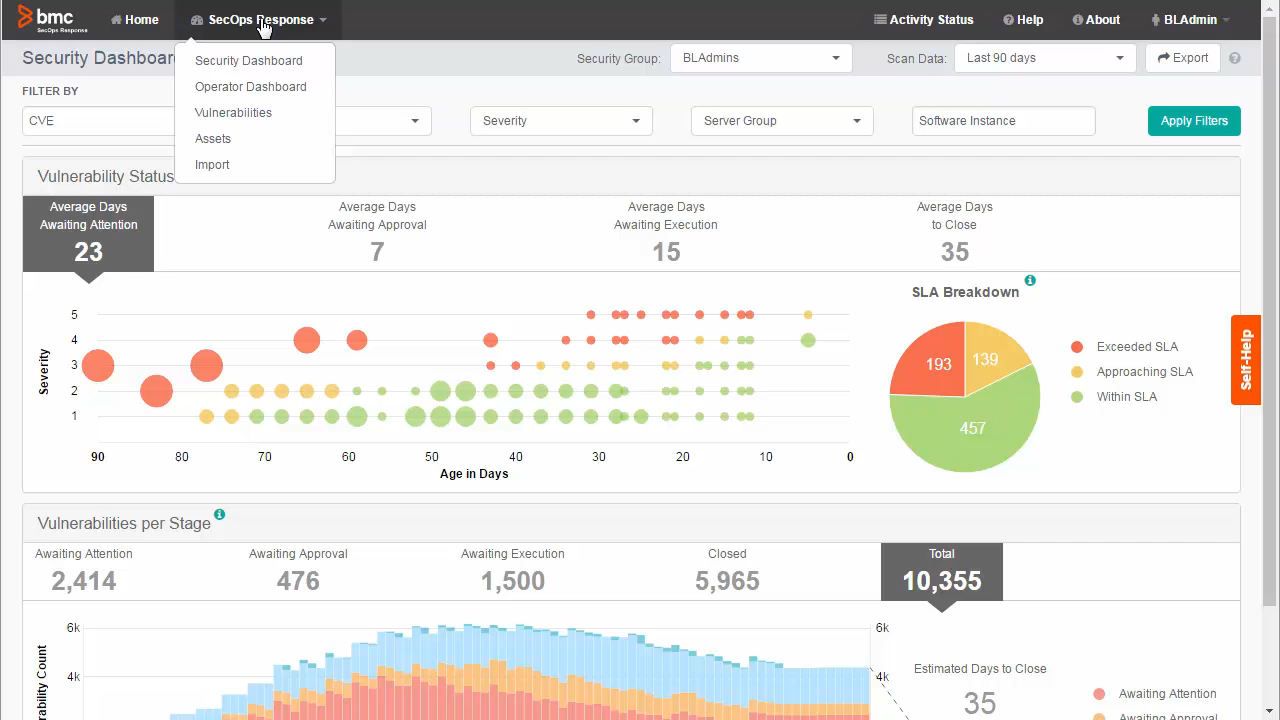 bmc
SecOps Response
Home
SecOps Response
Activity Status
Help
About
BLAdmin
Security Dashboar
Security Group:
BLAdmins
Scan Data:
Last 90 days
Export
Security Dashboard
Operator Dashboard
Vulnerabilities
Assets
Import
FILTER BY
CVE
Severity
Server Group
Software Instance
Apply Filters
Vulnerability Status
Average Days
Awaiting Attention
23
Average Days
Awaiting Approval
7
Average Days
Awaiting Execution
15
Average Days
to Close
35
Severity
5
4
3
2
1
90
80
70
60
50
40
30
20
10
0
Age in Days
SLA Breakdown
193
139
457
Exceeded SLA
Approaching SLA
Within SLA
Self-Help
Vulnerabilities per Stage
Awaiting Attention
2,414
Awaiting Approval
476
Awaiting Execution
1,500
Closed
5,965
Total
10,355
6k
4k
rability Count
6k
4k
Estimated Days to Close
35
Awaiting Attention
Awaiting Approval